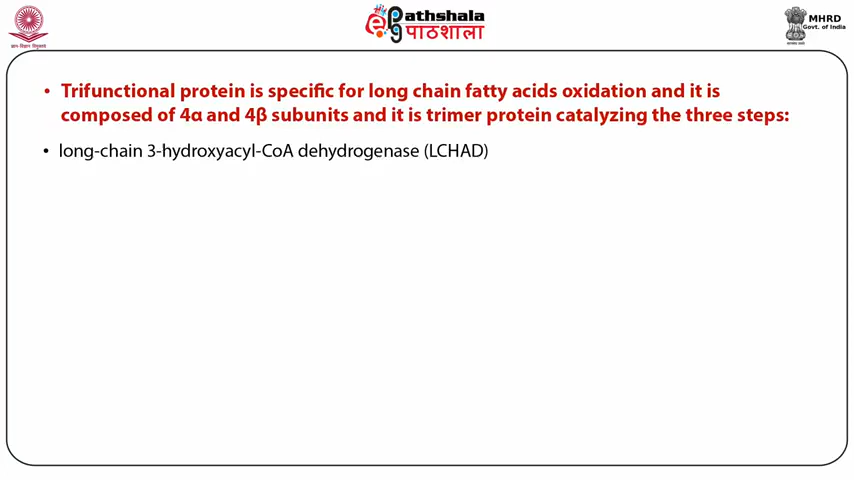 Pathshala
पाठशाला
MHRD
Govt. of India
• Trifunctional protein is specific for long chain fatty acids oxidation and it is
composed of 4α and 4β subunits and it is trimer protein catalyzing the three steps:
• long-chain 3-hydroxyacyl-CoA dehydrogenase (LCHAD)